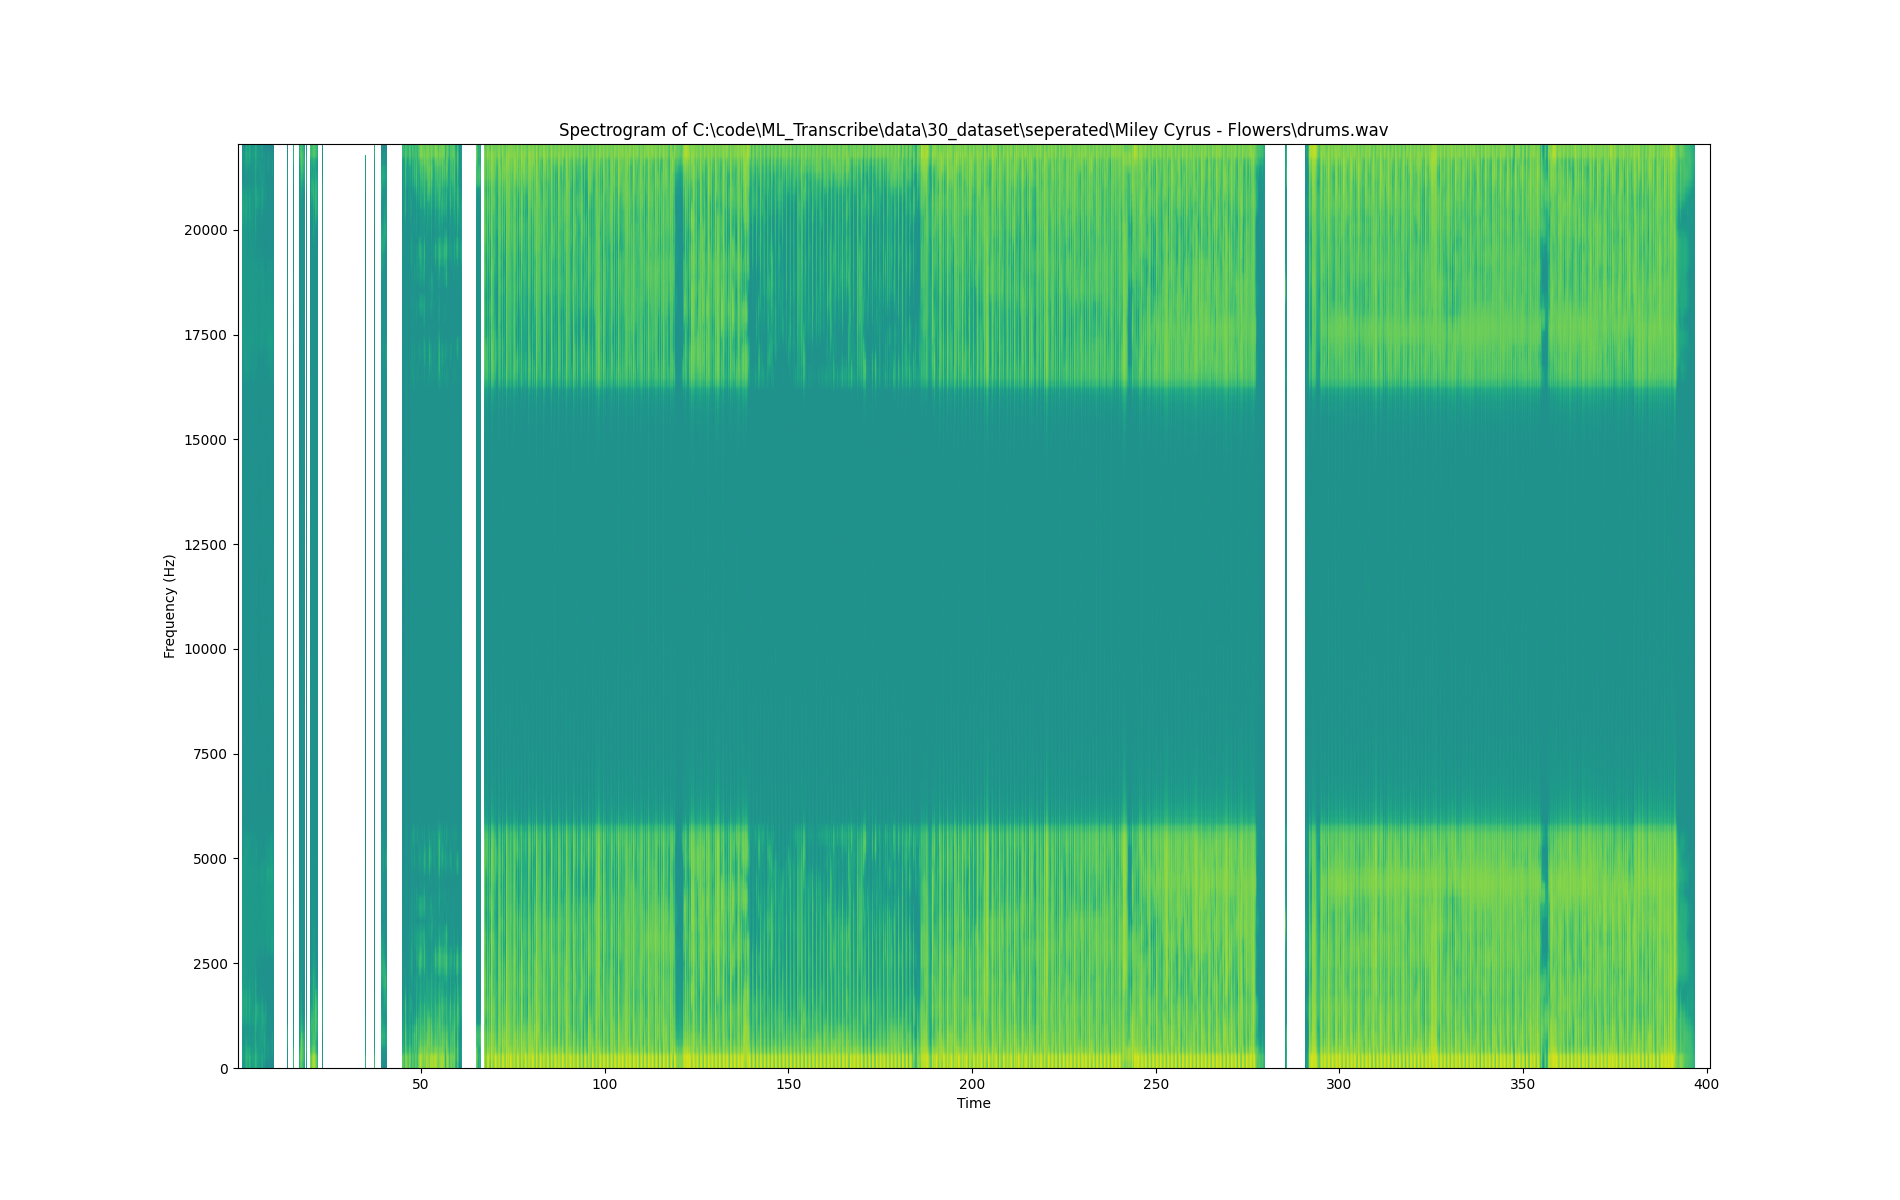 Spectrogram of C:\code\ML_Transcribe\data\30_dataset\seperated\Miley Cyrus - Flowers\drums.wav
Frequency (Hz)
20000
17500
15000
12500
10000
7500
5000
2500
0
50 100 150 200 250 300 350 400
Time